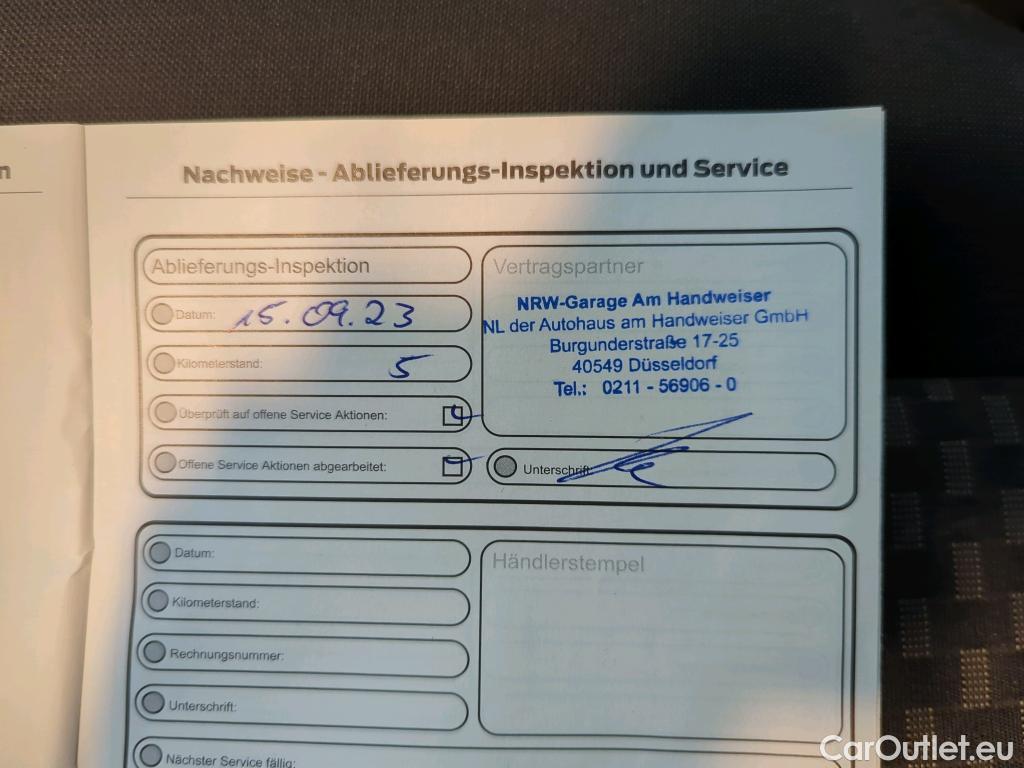 n
Nachweise - Ablieferungs-Inspektion und Service
Ablieferungs-Inspektion
Datum: 15.09.23
Kilometerstand: 5
Überprüft auf offene Service Aktionen:
Offene Service Aktionen abgearbeitet:
Vertragspartner
NRW-Garage Am Handweiser
NL der Autohaus am Handweiser GmbH
Burgunderstraße 17-25
40549 Düsseldorf
Tel.: 0211 - 56906 - 0
Unterschrift:
Datum:
Kilometerstand:
Rechnungsnummer:
Unterschrift:
Nächster Service fällig:
Händlerstempel
CarOutlet.eu